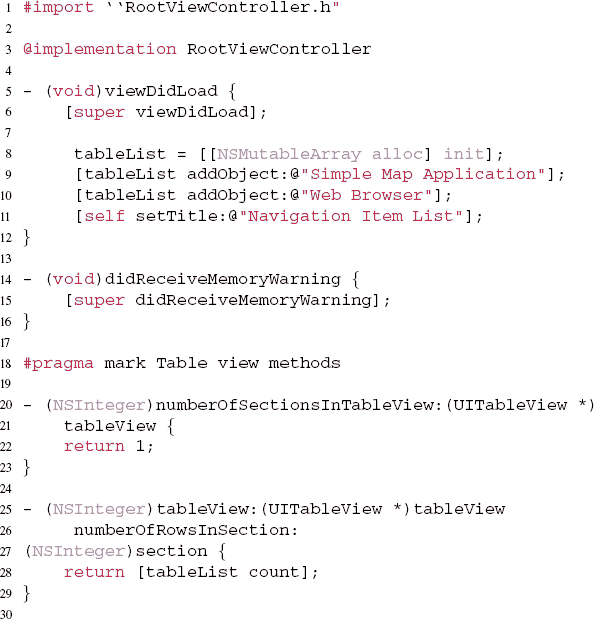 1 #import ``RootViewController.h"
2
3 @implementation RootViewController
4
5 - (void)viewDidLoad {
6     [super viewDidLoad];
7
8      tableList = [[NSMutableArray alloc] init];
9      [tableList addObject:@"Simple Map Application"];
10      [tableList addObject:@"Web Browser"];
11      [self setTitle:@"Navigation Item List"];
12 }
13
14 - (void)didReceiveMemoryWarning {
15     [super didReceiveMemoryWarning];
16 }
17
18 #pragma mark Table view methods
19
20 - (NSInteger)numberOfSectionsInTableView:(UITableView *)
21     tableView {
22     return 1;
23 }
24
25 - (NSInteger)tableView:(UITableView *)tableView
26      numberOfRowsInSection:
27 (NSInteger)section {
28     return [tableList count];
29 }
30